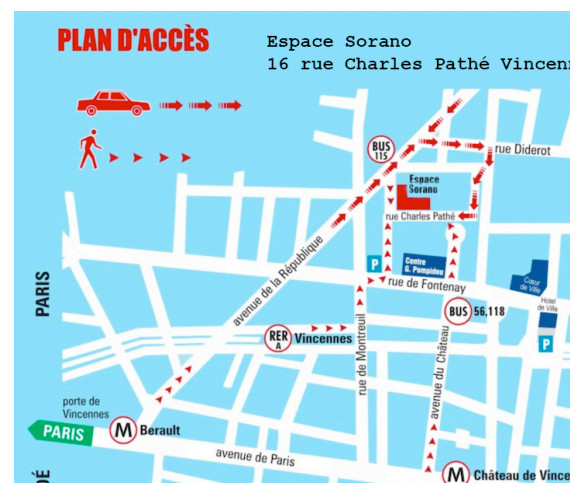 PLAN D'ACCÈS
Espace Sorano
16 rue Charles Pathé Vincenn
BUS
115
rue Diderot
Espace
Sorano
rue Charles Pathé
avenue de la République
P
Centre
G. Pompidou
rue de Fontenay
Cœur
de Ville
Hotel
de Ville
P
PARIS
BUS 56,118
RER
A
Vincennes
rue de Montreuil
avenue du Château
porte de
Vincennes
PARIS
M Berault
avenue de Paris
M Château de Vince
DÉ